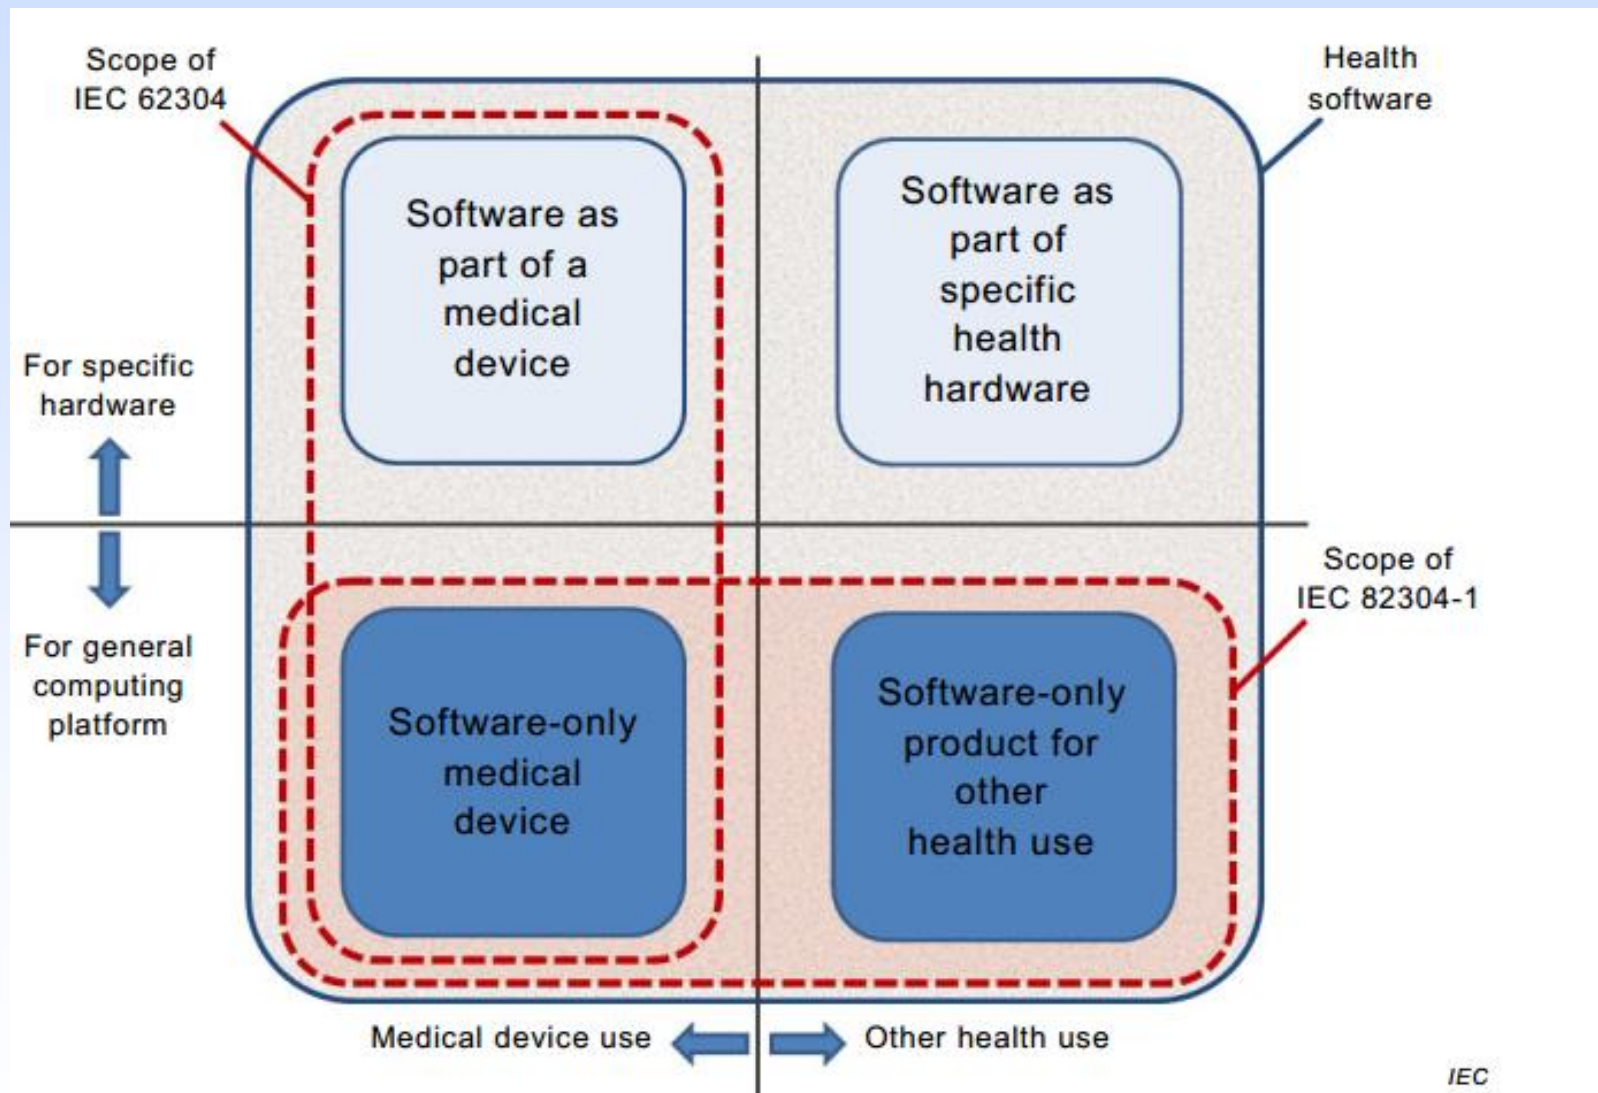 Scope of
IEC 62304
Health
software
Software as
part of a
medical
device
Software as
part of
specific
health
hardware
For specific
hardware
For general
computing
platform
Scope of
IEC 82304-1
Software-only
medical
device
Software-only
product for
other
health use
Medical device use
Other health use
IEC